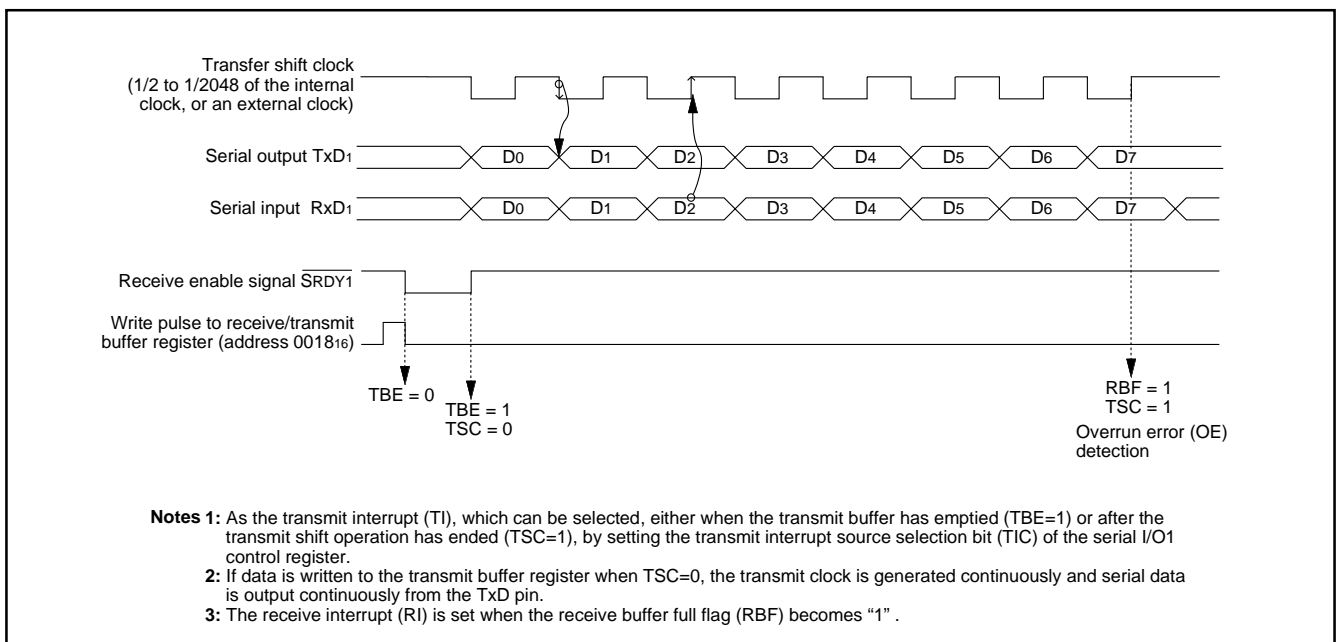 Transfer shift clock
(1/2 to 1/2048 of the internal
clock, or an external clock)
Serial output TxD1 D0 D1 D2 D3 D4 D5 D6 D7
Serial input RxD1 D0 D1 D2 D3 D4 D5 D6 D7
Receive enable signal SRDY1
Write pulse to receive/transmit
buffer register (address 001816)
TBE = 0
TBE = 1
TSC = 0
RBF = 1
TSC = 1
Overrun error (OE)
detection
Notes 1: As the transmit interrupt (TI), which can be selected, either when the transmit buffer has emptied (TBE=1) or after the
transmit shift operation has ended (TSC=1), by setting the transmit interrupt source selection bit (TIC) of the serial I/O1
control register.
2: If data is written to the transmit buffer register when TSC=0, the transmit clock is generated continuously and serial data
is output continuously from the TxD pin.
3: The receive interrupt (RI) is set when the receive buffer full flag (RBF) becomes “1” .